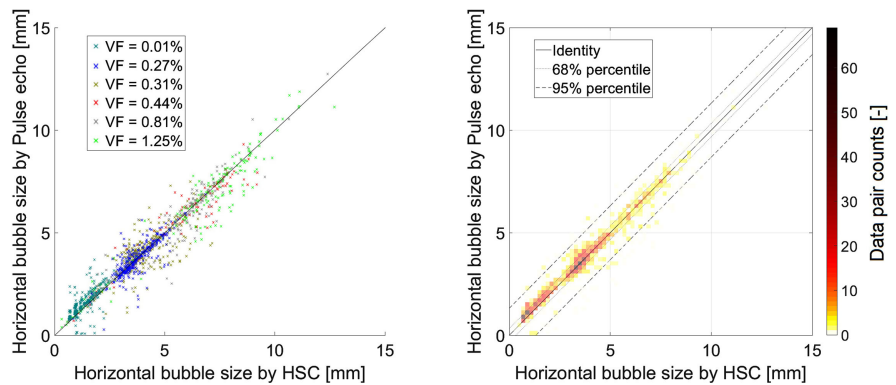 15
10
5
0
Horizontal bubble size by Pulse echo [mm]
VF = 0.01%
VF = 0.27%
VF = 0.31%
VF = 0.44%
VF = 0.81%
VF = 1.25%
0 5 10 15
Horizontal bubble size by HSC [mm]
15
10
5
0
Horizontal bubble size by Pulse echo [mm]
Identity
68% percentile
95% percentile
0 5 10 15
Horizontal bubble size by HSC [mm]
60
50
40
30
20
10
0
Data pair counts [-]